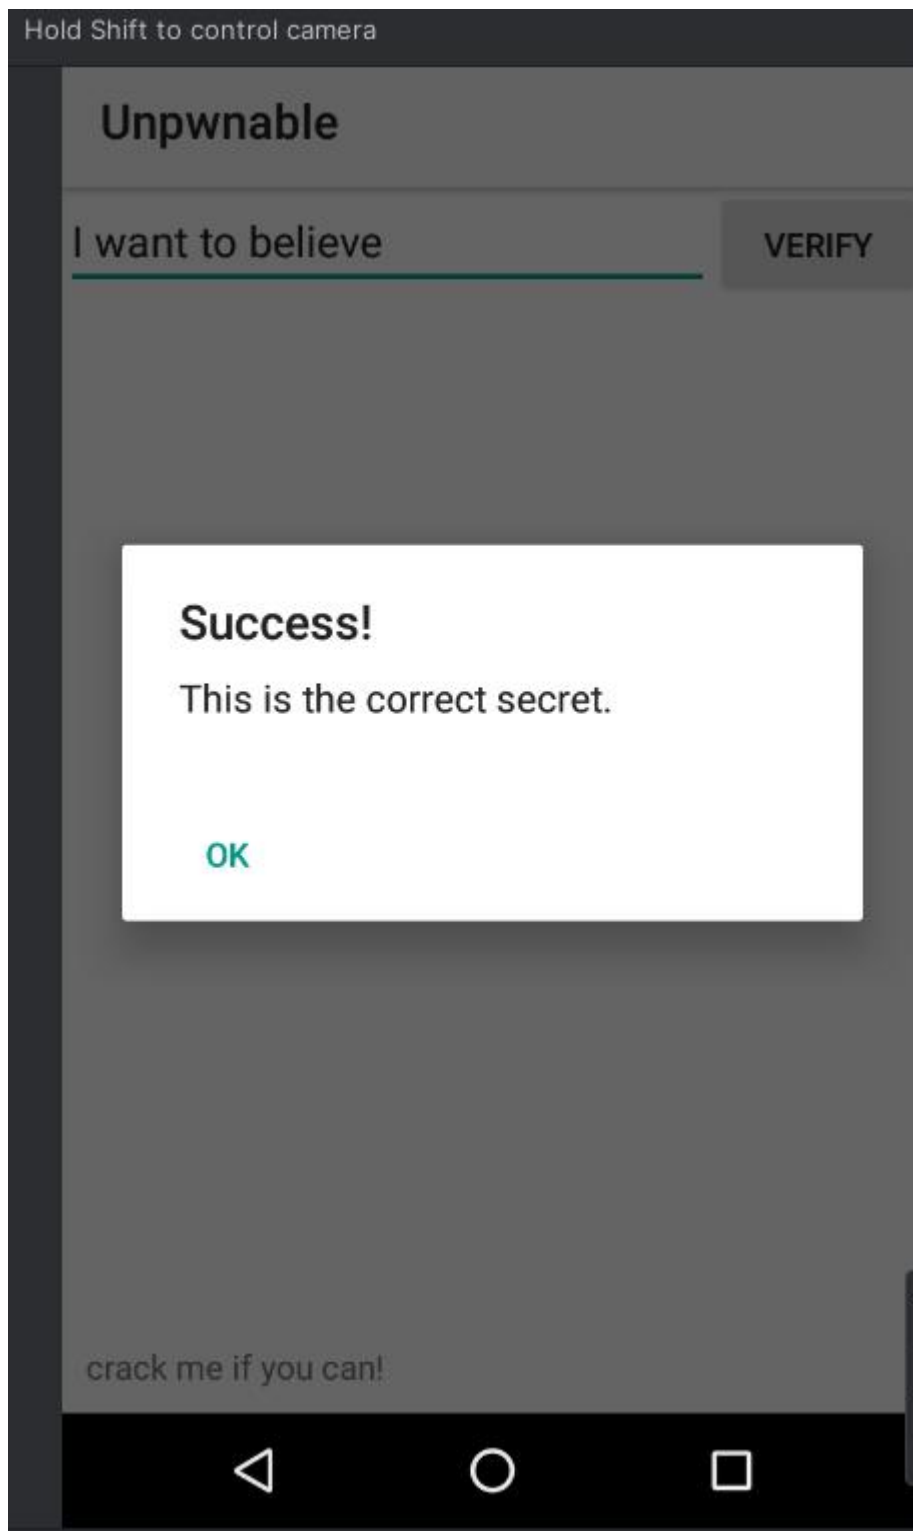 Hold Shift to control camera
Unpwnable
I want to believe VERIFY
Success!
This is the correct secret.
OK
crack me if you can!